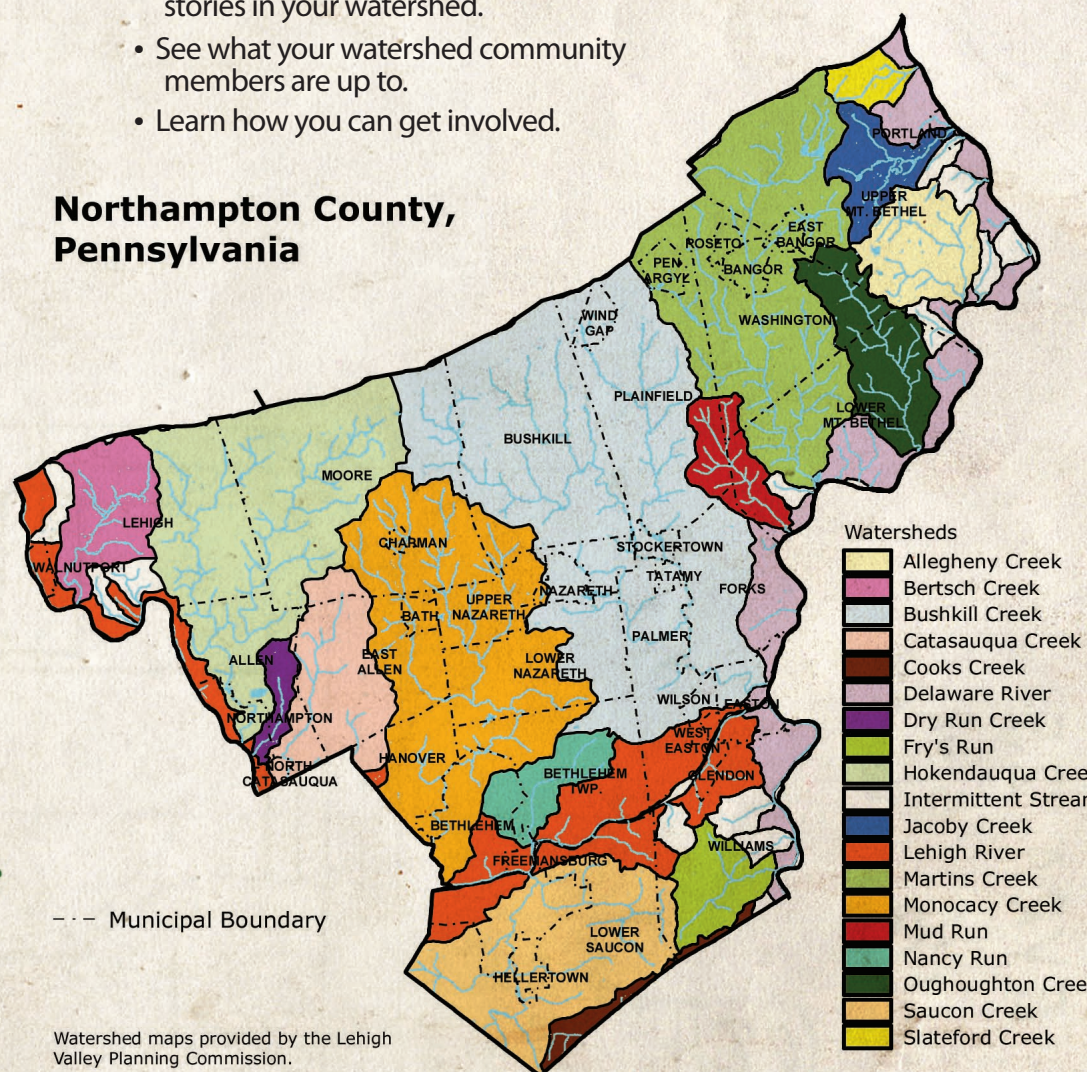 stories in your watershed.
• See what your watershed community
members are up to.
• Learn how you can get involved.
Northampton County,
Pennsylvania
PORTLAND
UPPER
MT. BETHEL
EAST
BANGOR
ROSETO
BANGOR
PEN
ARGYL
WASHINGTON
WIND
GAP
PLAINFIELD
LOWER
MT. BETHEL
BUSHKILL
MOORE
LEHIGH
WALNUTPORT
CHAPMAN
STOCKERTOWN
TATAMY
NAZARETH
FORKS
UPPER
NAZARETH
BATH
PALMER
ALLEN
EAST
ALLEN
LOWER
NAZARETH
WILSON
EASTON
NORTHAMPTON
WEST
EASTON
NORTH
CATASAUQUA
HANOVER
BETHLEHEM
TWP.
GLENDON
BETHLEHEM
FREEMANSBURG
WILLIAMS
LOWER
SAUCON
HELLERTOWN
Watersheds
Allegheny Creek
Bertsch Creek
Bushkill Creek
Catasauqua Creek
Cooks Creek
Delaware River
Dry Run Creek
Fry's Run
Hokendauqua Cree
Intermittent Strear
Jacoby Creek
Lehigh River
Martins Creek
Monocacy Creek
Mud Run
Nancy Run
Oughoughton Cree
Saucon Creek
Slateford Creek
Municipal Boundary
Watershed maps provided by the Lehigh
Valley Planning Commission.